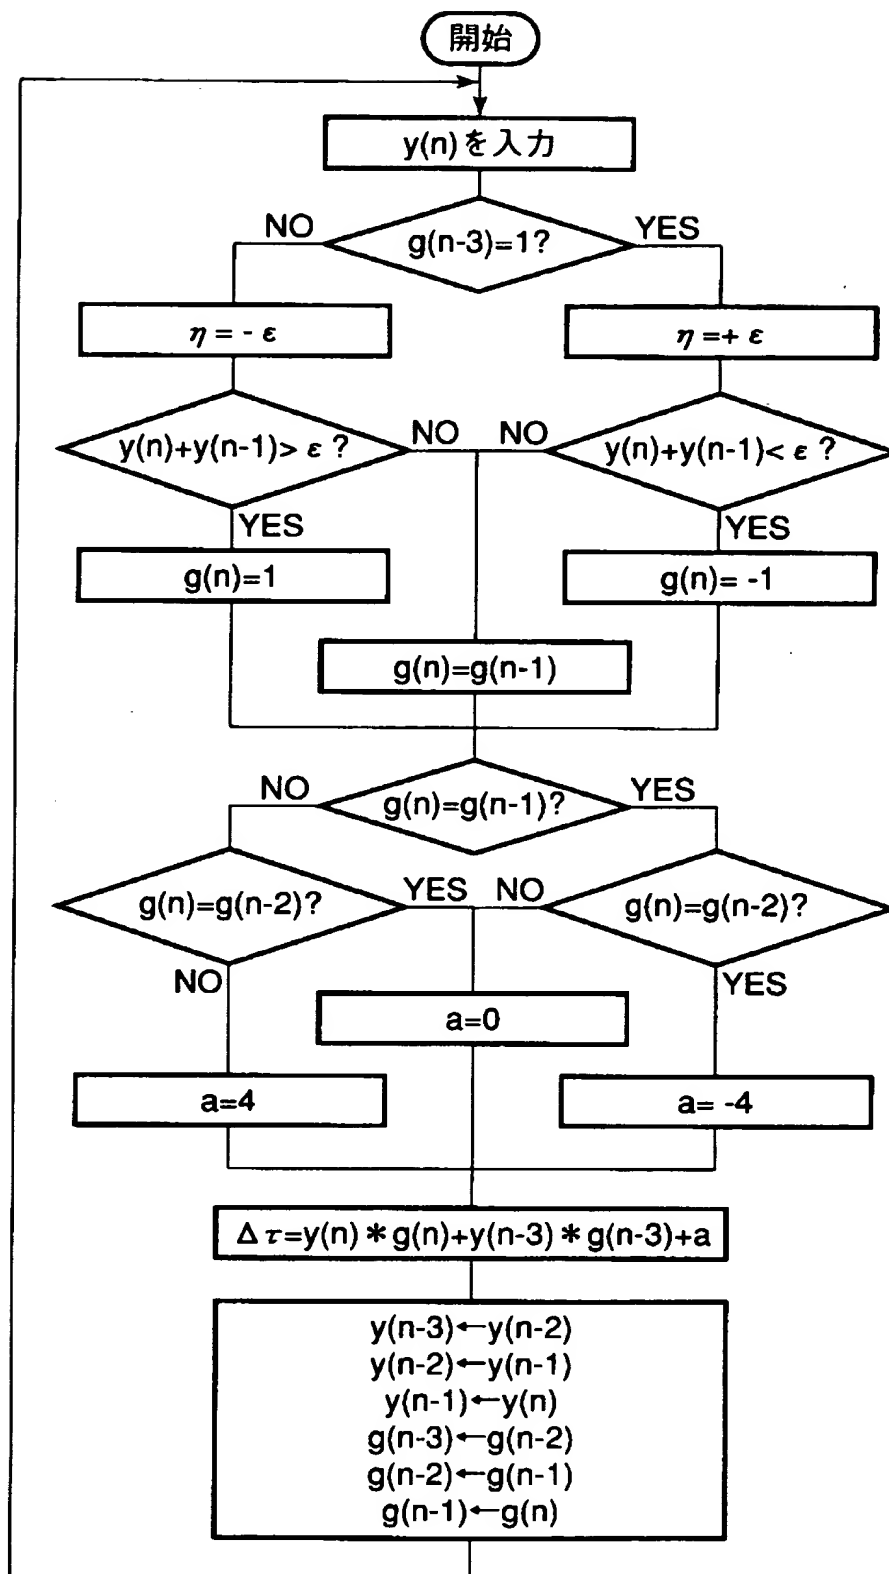 開始
y(n)を入力
g(n-3)=1?
NO
YES
η = - ε
η =+ ε
y(n)+y(n-1)> ε ?
NO
NO
y(n)+y(n-1)< ε ?
YES
YES
g(n)=1
g(n)= -1
g(n)=g(n-1)
NO
g(n)=g(n-1)?
YES
g(n)=g(n-2)?
YES
NO
g(n)=g(n-2)?
NO
YES
a=0
a=4
a= -4
Δτ=y(n)*g(n)+y(n-3)*g(n-3)+a
y(n-3)←y(n-2)
y(n-2)←y(n-1)
y(n-1)←y(n)
g(n-3)←g(n-2)
g(n-2)←g(n-1)
g(n-1)←g(n)